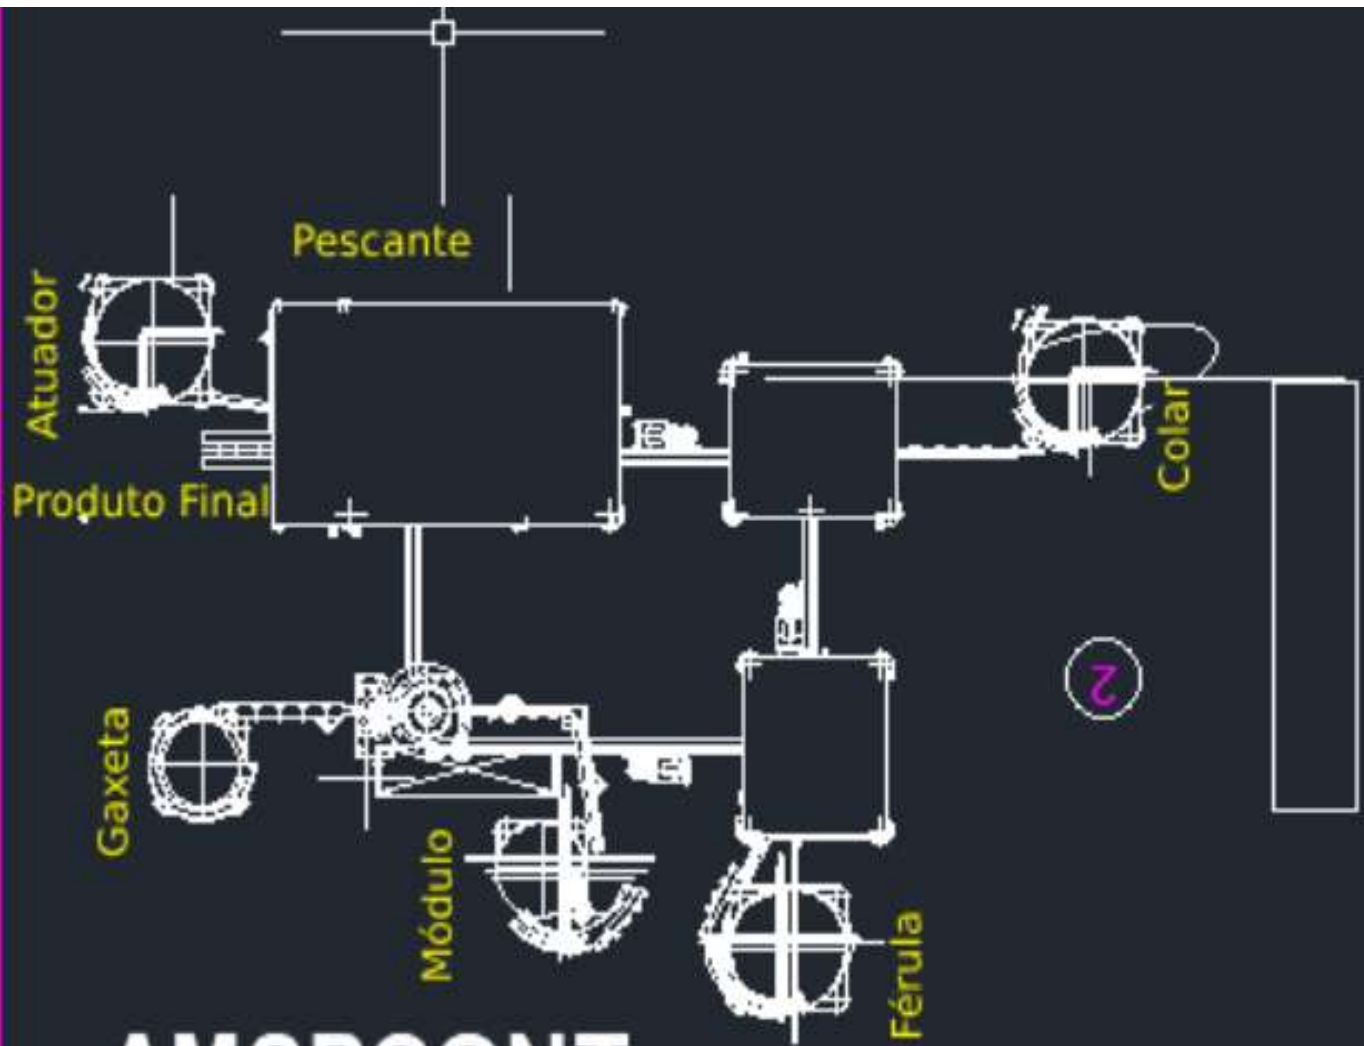 Pescante
Atuador
Produto Final
Colar
2
Gaxeta
Módulo
Férula